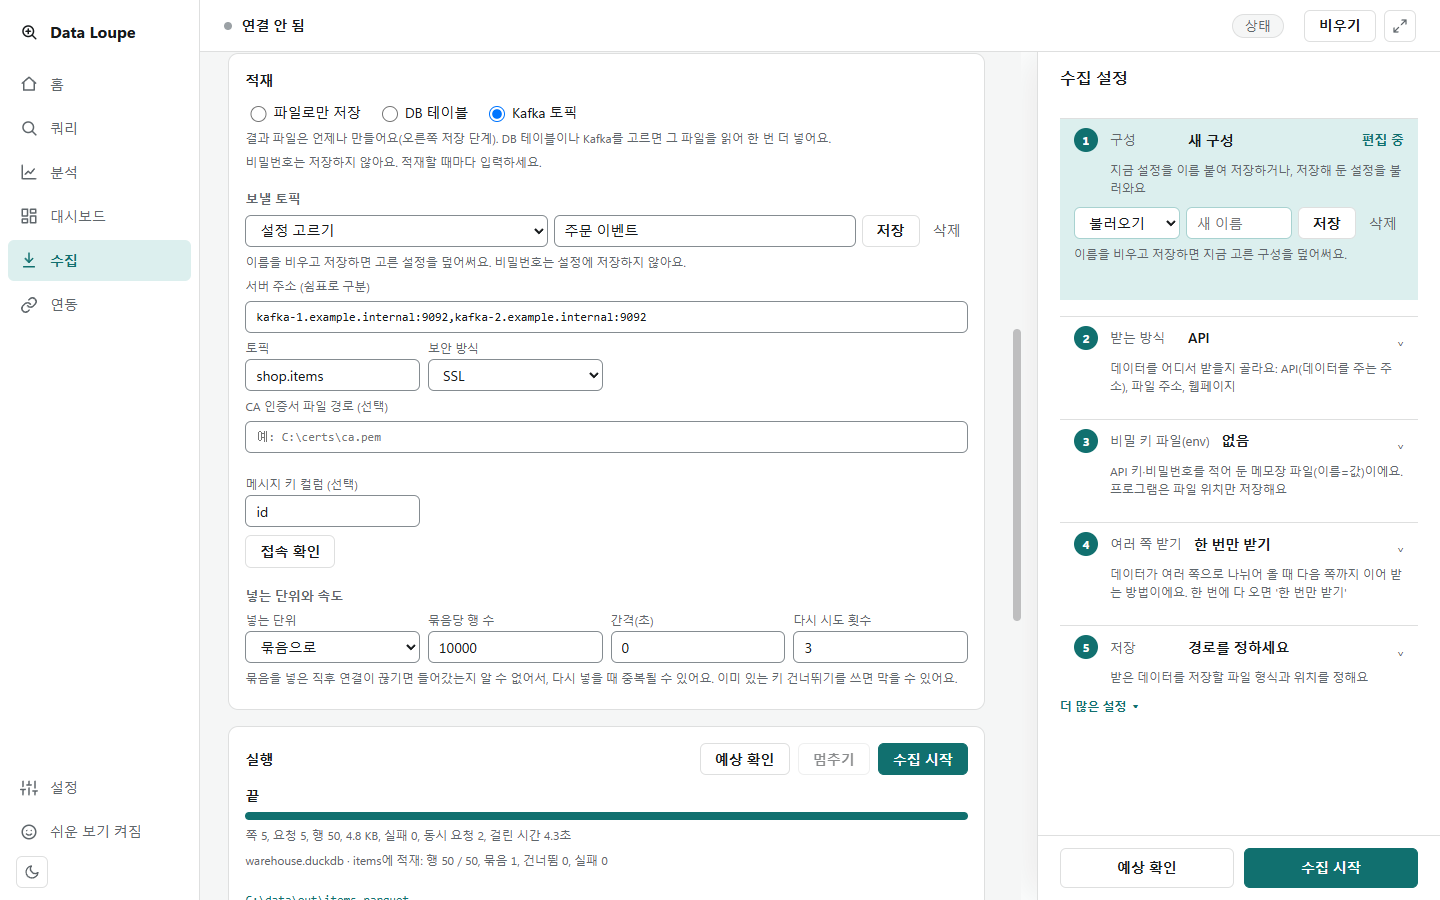 Data Loupe
홈
쿼리
분석
대시보드
수집
연동
설정
쉬운 보기 켜짐
연결 안 됨
상태
비우기
적재
파일로만 저장
DB 테이블
Kafka 토픽
결과 파일은 언제나 만들어요(오른쪽 저장 단계). DB 테이블이나 Kafka를 고르면 그 파일을 읽어 한 번 더 넣어요.
비밀번호는 저장하지 않아요. 적재할 때마다 입력하세요.
보낼 토픽
설정 고르기
주문 이벤트
저장
삭제
이름을 비우고 저장하면 고른 설정을 덮어써요. 비밀번호는 설정에 저장하지 않아요.
서버 주소 (쉼표로 구분)
kafka-1.example.internal:9092,kafka-2.example.internal:9092
토픽
보안 방식
shop.items
SSL
CA 인증서 파일 경로 (선택)
예: C:\certs\ca.pem
메시지 키 컬럼 (선택)
id
접속 확인
넣는 단위와 속도
넣는 단위
묶음당 행 수
간격(초)
다시 시도 횟수
묶음으로
10000
0
3
묶음을 넣은 직후 연결이 끊기면 들어갔는지 알 수 없어서, 다시 넣을 때 중복될 수 있어요. 이미 있는 키 건너뛰기를 쓰면 막을 수 있어요.
실행
예상 확인
멈추기
수집 시작
끝
쪽 5, 요청 5, 행 50, 4.8 KB, 실패 0, 동시 요청 2, 걸린 시간 4.3초
warehouse.duckdb · items에 적재: 행 50 / 50, 묶음 1, 건너뜀 0, 실패 0
C:\data\out\items.parquet
수집 설정
1
구성
새 구성
편집 중
지금 설정을 이름 붙여 저장하거나, 저장해 둔 설정을 불
러와요
불러오기
새 이름
저장
삭제
이름을 비우고 저장하면 지금 고른 구성을 덮어써요.
2
받는 방식
API
데이터를 어디서 받을지 골라요: API(데이터를 주는 주
소), 파일 주소, 웹페이지
3
비밀 키 파일(env)
없음
API 키·비밀번호를 적어 둔 메모장 파일(이름=값)이에요.
프로그램은 파일 위치만 저장해요
4
여러 쪽 받기
한 번만 받기
데이터가 여러 쪽으로 나뉘어 올 때 다음 쪽까지 이어 받
는 방법이에요. 한 번에 다 오면 '한 번만 받기'
5
저장
경로를 정하세요
받은 데이터를 저장할 파일 형식과 위치를 정해요
더 많은 설정
예상 확인
수집 시작